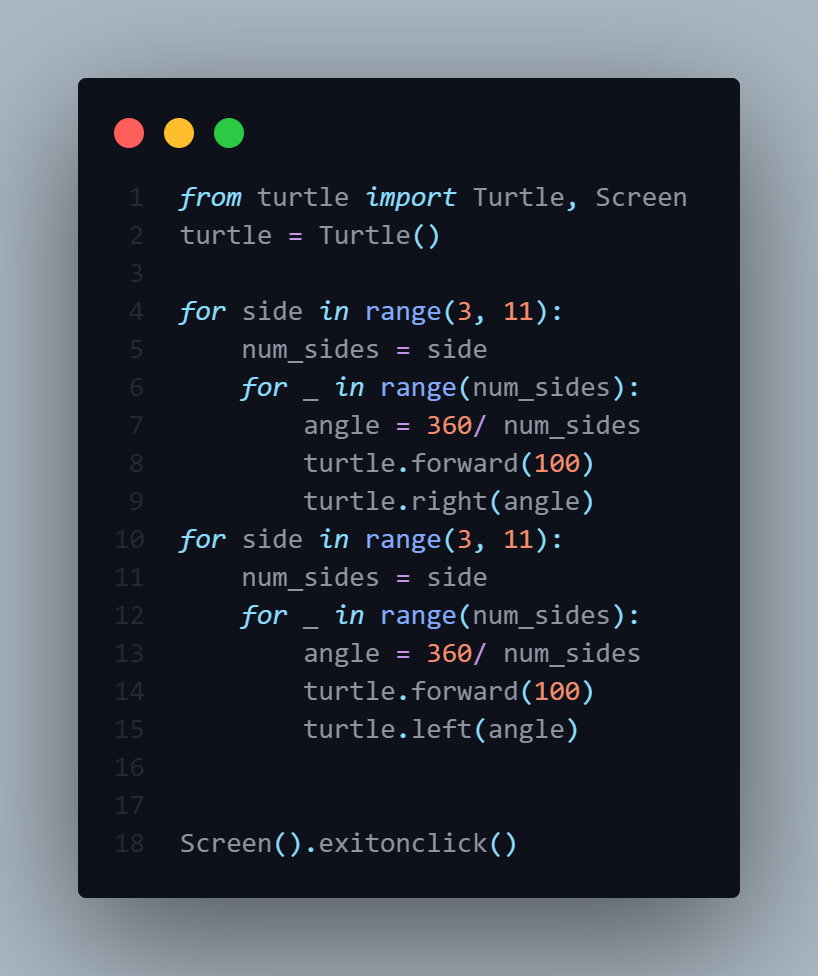 1 from turtle import Turtle, Screen
2 turtle = Turtle()
3
4 for side in range(3, 11):
5     num_sides = side
6     for _ in range(num_sides):
7         angle = 360/ num_sides
8         turtle.forward(100)
9         turtle.right(angle)
10 for side in range(3, 11):
11     num_sides = side
12     for _ in range(num_sides):
13         angle = 360/ num_sides
14         turtle.forward(100)
15         turtle.left(angle)
16
17
18 Screen().exitonclick()